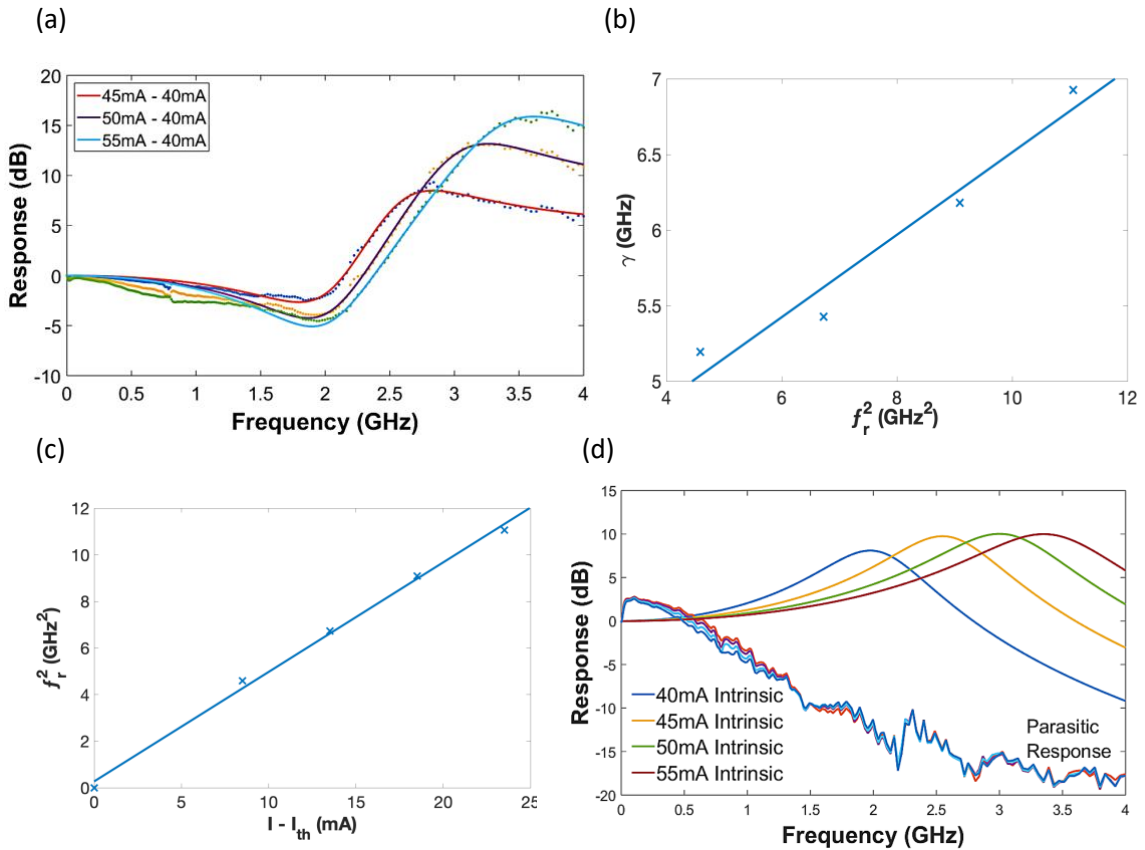 (a)
(b)
20
15
10
5
0
-5
-10
Response (dB)
45mA - 40mA
50mA - 40mA
55mA - 40mA
0 0.5 1 1.5 2 2.5 3 3.5 4
Frequency (GHz)
7
6.5
6
5.5
5
γ (GHz)
4 6 8 10 12
f_r^2 (GHz^2)
(c)
(d)
12
10
8
6
4
2
0
f_r^2 (GHz^2)
0 5 10 15 20 25
I - I_th (mA)
15
10
5
0
-5
-10
-15
-20
Response (dB)
40mA Intrinsic
45mA Intrinsic
50mA Intrinsic
55mA Intrinsic
Parasitic
Response
0 0.5 1 1.5 2 2.5 3 3.5 4
Frequency (GHz)